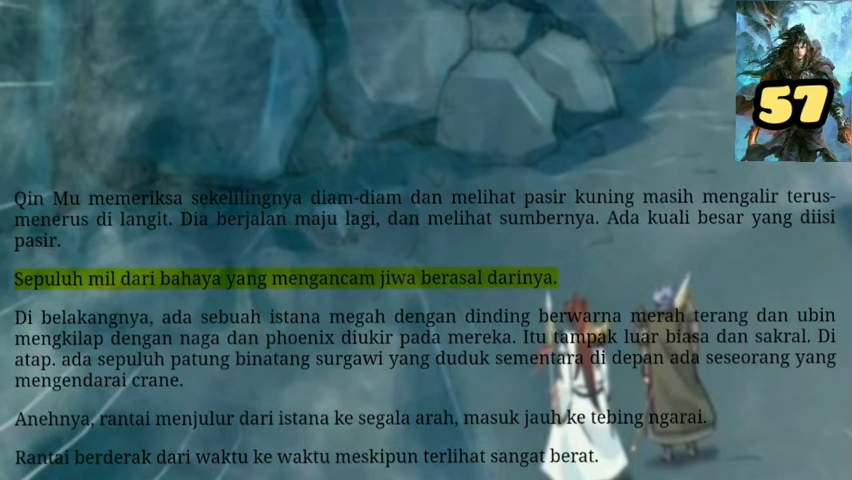 57
Qin Mu memeriksa sekelilingnya diam-diam dan melihat pasir kuning masih mengalir terus-
menerus di langit. Dia berjalan maju lagi, dan melihat sumbernya. Ada kuali besar yang diisi
pasir.
Sepuluh mil dari bahaya yang mengancam jiwa berasal darinya.
Di belakangnya, ada sebuah istana megah dengan dinding berwarna merah terang dan ubin
mengkilap dengan naga dan phoenix diukir pada mereka. Itu tampak luar biasa dan sakral. Di
atap. ada sepuluh patung binatang surgawi yang duduk sementara di depan ada seseorang yang
mengendarai crane.
Anehnya, rantai menjulur dari istana ke segala arah, masuk jauh ke tebing ngarai.
Rantai berderak dari waktu ke waktu meskipun terlihat sangat berat.